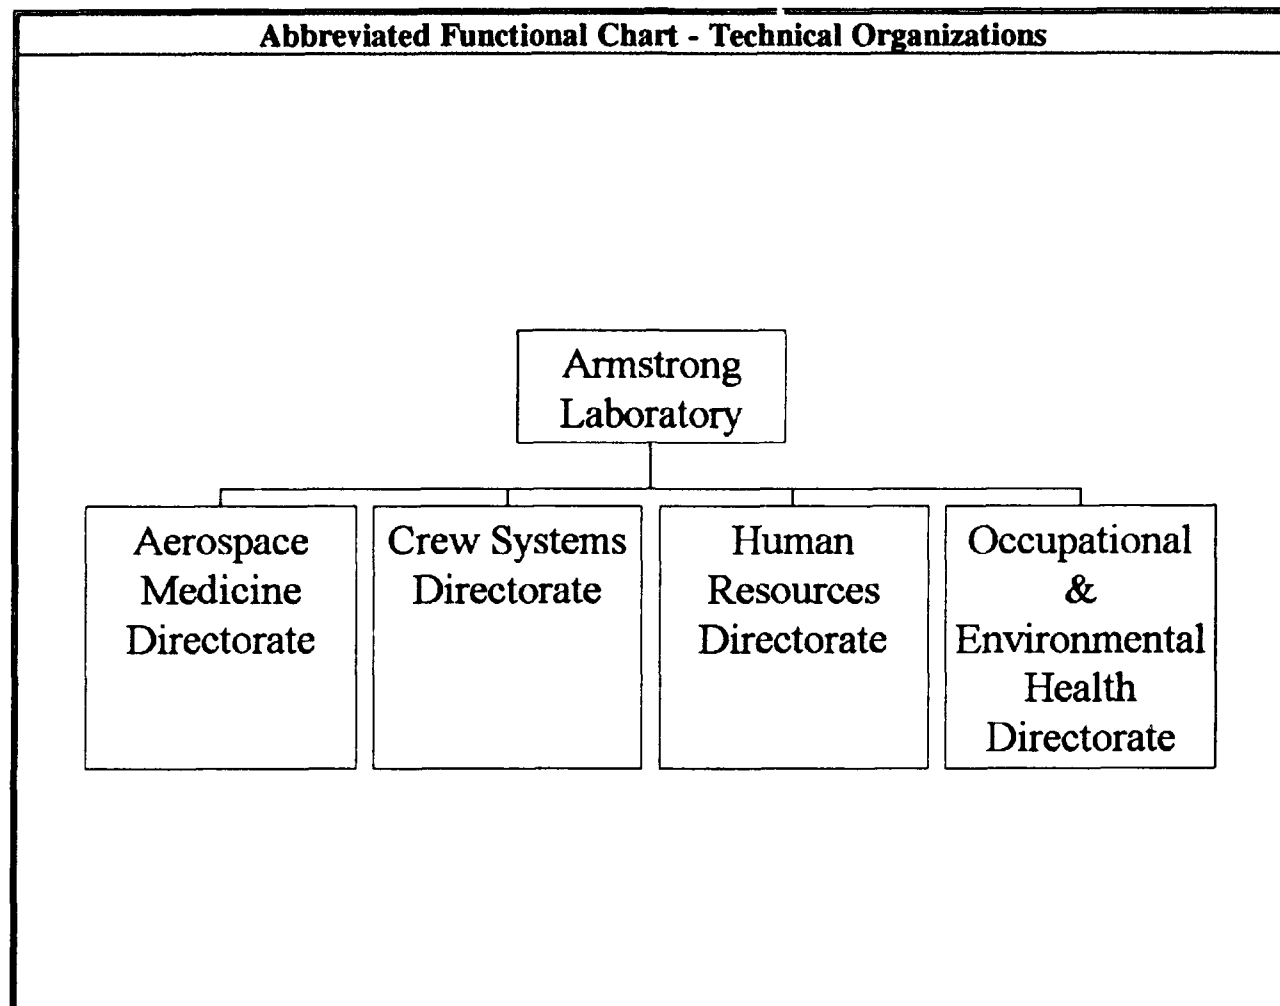 Abbreviated Functional Chart - Technical Organizations
Armstrong
Laboratory
Aerospace
Medicine
Directorate
Crew Systems
Directorate
Human
Resources
Directorate
Occupational
&
Environmental
Health
Directorate